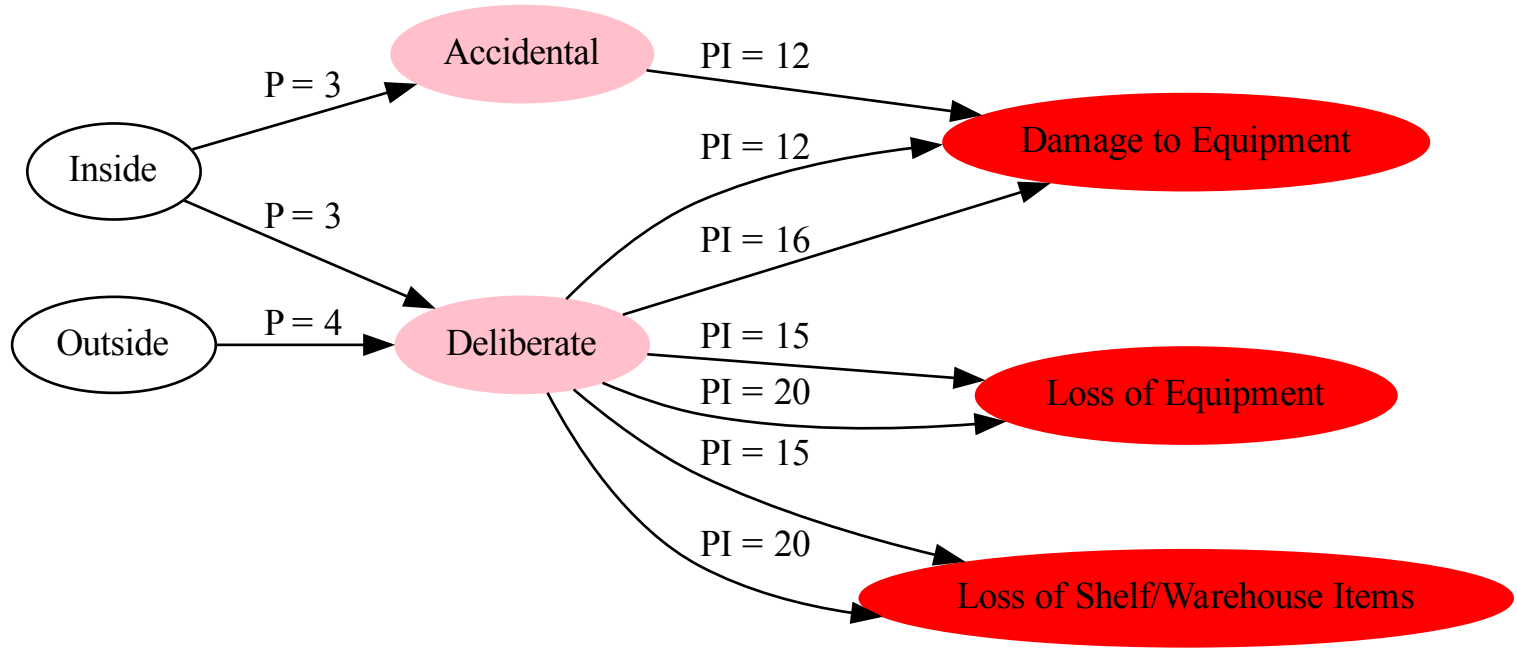 Accidental
PI = 12
P = 3
Damage to Equipment
PI = 12
Inside
P = 3
PI = 16
P = 4
Outside
Deliberate
PI = 15
PI = 20
Loss of Equipment
PI = 15
PI = 20
Loss of Shelf/Warehouse Items